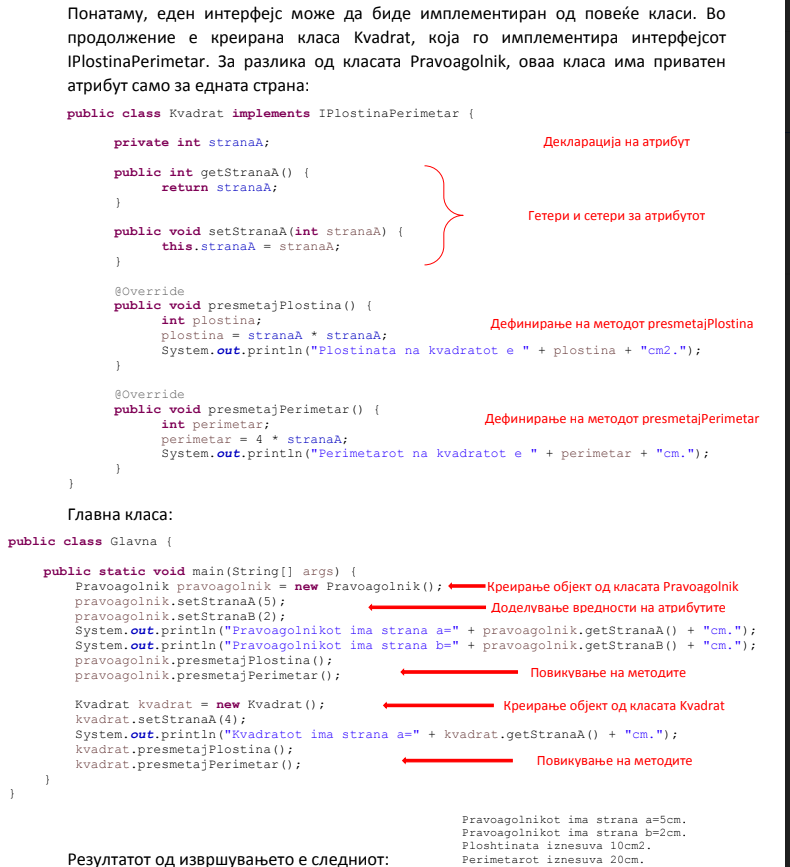 Понатаму, еден интерфејс може да биде имплементиран од повеќе класи. Во
продолжение е креирана класа Kvadrat, која го имплементира интерфејсот
IPlostinaPerimetar. За разлика од класата Pravoagolnik, оваа класа има приватен
атрибут само за едната страна:
public class Kvadrat implements IPlostinaPerimetar {
private int stranaA; Декларација на атрибут
public int getStranaA() {
return stranaA;
}
Гетери и сетери за атрибутот
public void setStranaA(int stranaA) {
this.stranaA = stranaA;
}
@Override
public void presmetajPlostina() {
int plostina; Дефинирање на методот presmetajPlostina
plostina = stranaA * stranaA;
System.out.println("Plostinata na kvadratot e " + plostina + "cm2.");
}
@Override
public void presmetajPerimetar() {
int perimetar; Дефинирање на методот presmetajPerimetar
perimetar = 4 * stranaA;
System.out.println("Perimetarot na kvadratot e " + perimetar + "cm.");
}
}
Главна класа:
public class Glavna {
public static void main(String[] args) {
Pravoagolnik pravoagolnik = new Pravoagolnik(); Креирање објект од класата Pravoagolnik
pravoagolnik.setStranaA(5);
pravoagolnik.setStranaB(2); Доделување вредности на атрибутите
System.out.println("Pravoagolnikot ima strana a=" + pravoagolnik.getStranaA() + "cm.");
System.out.println("Pravoagolnikot ima strana b=" + pravoagolnik.getStranaB() + "cm.");
pravoagolnik.presmetajPlostina();
pravoagolnik.presmetajPerimetar(); Повикување на методите
Kvadrat kvadrat = new Kvadrat(); Креирање објект од класата Kvadrat
kvadrat.setStranaA(4);
System.out.println("Kvadratot ima strana a=" + kvadrat.getStranaA() + "cm.");
kvadrat.presmetajPlostina();
kvadrat.presmetajPerimetar(); Повикување на методите
}
}
Pravoagolnikot ima strana a=5cm.
Pravoagolnikot ima strana b=2cm.
Ploshtinata iznesuva 10cm2.
Резултатот од извршувањето е следниот: Perimetarot iznesuva 20cm.